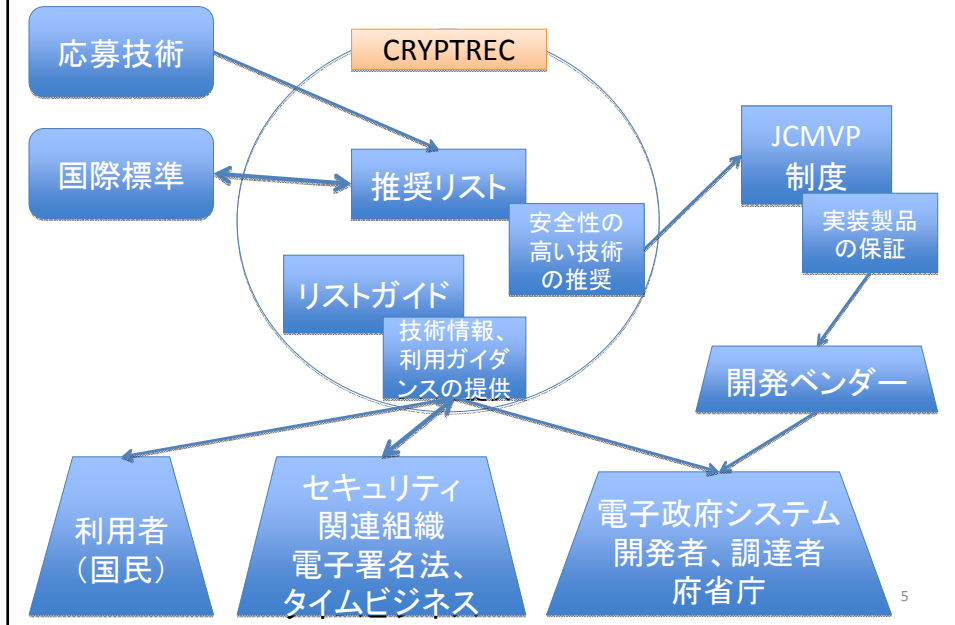 応募技術
CRYPTREC
国際標準
推奨リスト
安全性の
高い技術
の推奨
JCMVP
制度
実装製品
の保証
リストガイド
技術情報、
利用ガイダ
ンスの提供
開発ベンダー
利用者
（国民）
セキュリティ
関連組織
電子署名法、
タイムビジネス
電子政府システム
開発者、調達者
府省庁
5